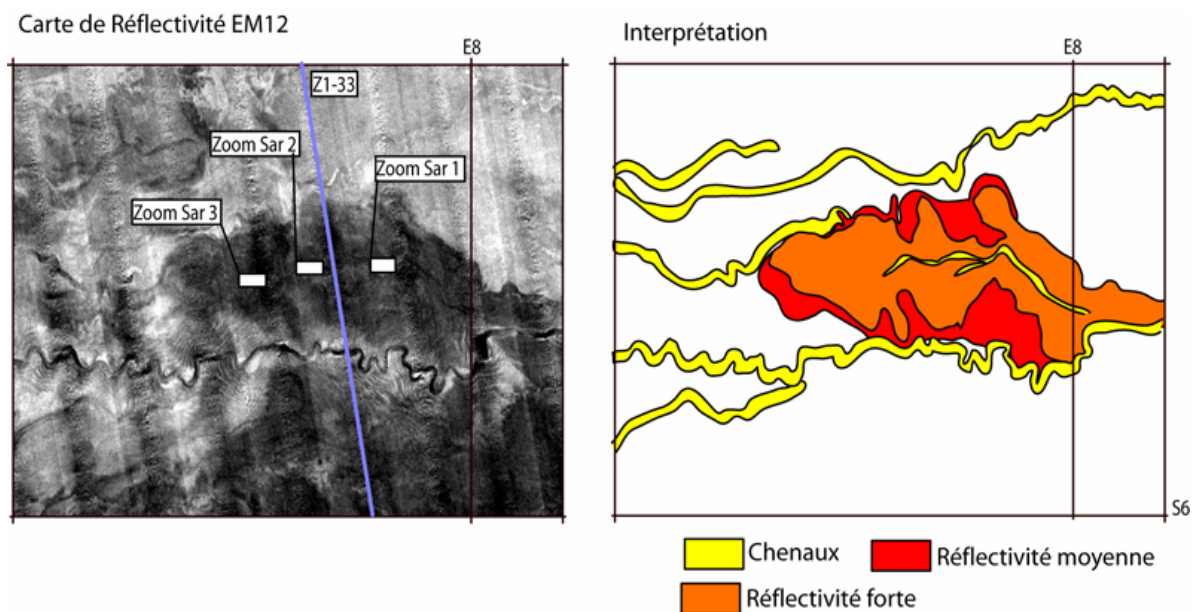 Carte de Réflectivité EM12
E8
Z1-33
Zoom Sar 2
Zoom Sar 1
Zoom Sar 3
Interprétation
E8
S6
Chenaux
Réflectivité moyenne
Réflectivité forte